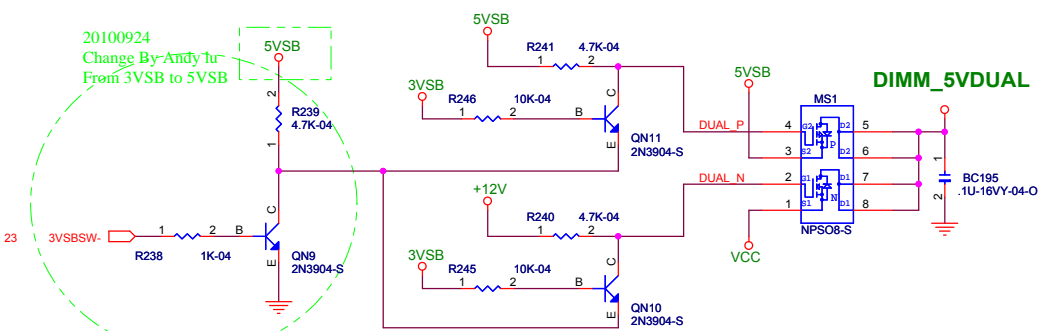 20100924
Change By Andy lu
From 3VSB to 5VSB
5VSB
2
R239
4.7K-04
1
23
3VSBSW-
1
2
B
R238
1K-04
C
E
QN9
2N3904-S
5VSB
R241
4.7K-04
1
2
3VSB
R246
10K-04
1
2
B
C
E
QN11
2N3904-S
+12V
R240
4.7K-04
1
2
3VSB
R245
10K-04
1
2
B
C
E
QN10
2N3904-S
DUAL_P
DUAL_N
5VSB
VCC
MS1
4
G2
D2
5
P
3
S2
D2
6
2
G1
D1
7
N
1
S1
D1
8
NPSO8-S
DIMM_5VDUAL
1
2
BC195
.1U-16VY-04-O